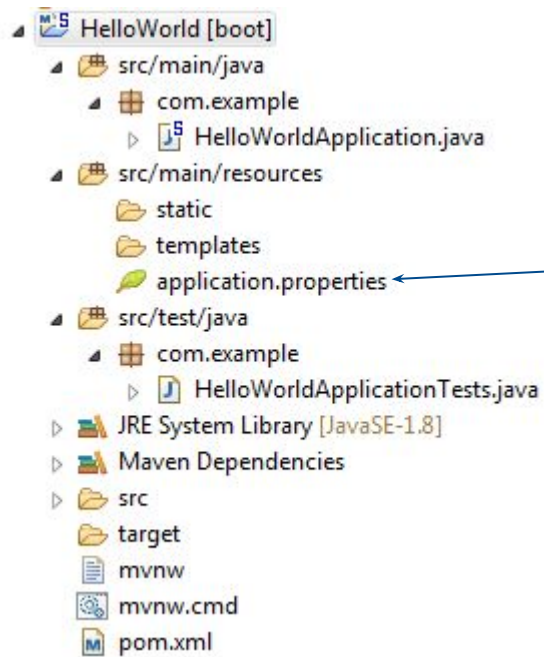 HelloWorld [boot]
src/main/java
com.example
HelloWorldApplication.java
src/main/resources
static
templates
application.properties
src/test/java
com.example
HelloWorldApplicationTests.java
JRE System Library [JavaSE-1.8]
Maven Dependencies
src
target
mvnw
mvnw.cmd
pom.xml